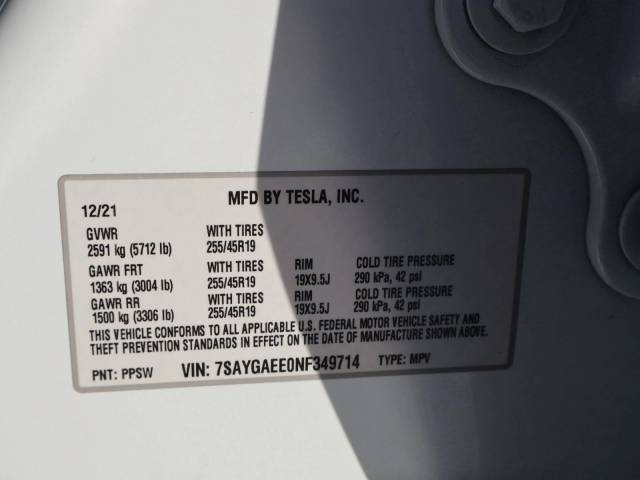 MFD BY TESLA, INC.
12/21
GVWR WITH TIRES
2591 kg (5712 lb) 255/45R19
GAWR FRT WITH TIRES RIM COLD TIRE PRESSURE
1363 kg (3004 lb) 255/45R19 19X9.5J 290 kPa, 42 psi
GAWR RR WITH TIRES RIM COLD TIRE PRESSURE
1500 kg (3306 lb) 255/45R19 19X9.5J 290 kPa, 42 psi
THIS VEHICLE CONFORMS TO ALL APPLICABLE U.S. FEDERAL MOTOR VEHICLE SAFETY AND
THEFT PREVENTION STANDARDS IN EFFECT ON THE DATE OF MANUFACTURE SHOWN ABOVE.
PNT: PPSW VIN: 7SAYGAEE0NF349714 TYPE: MPV